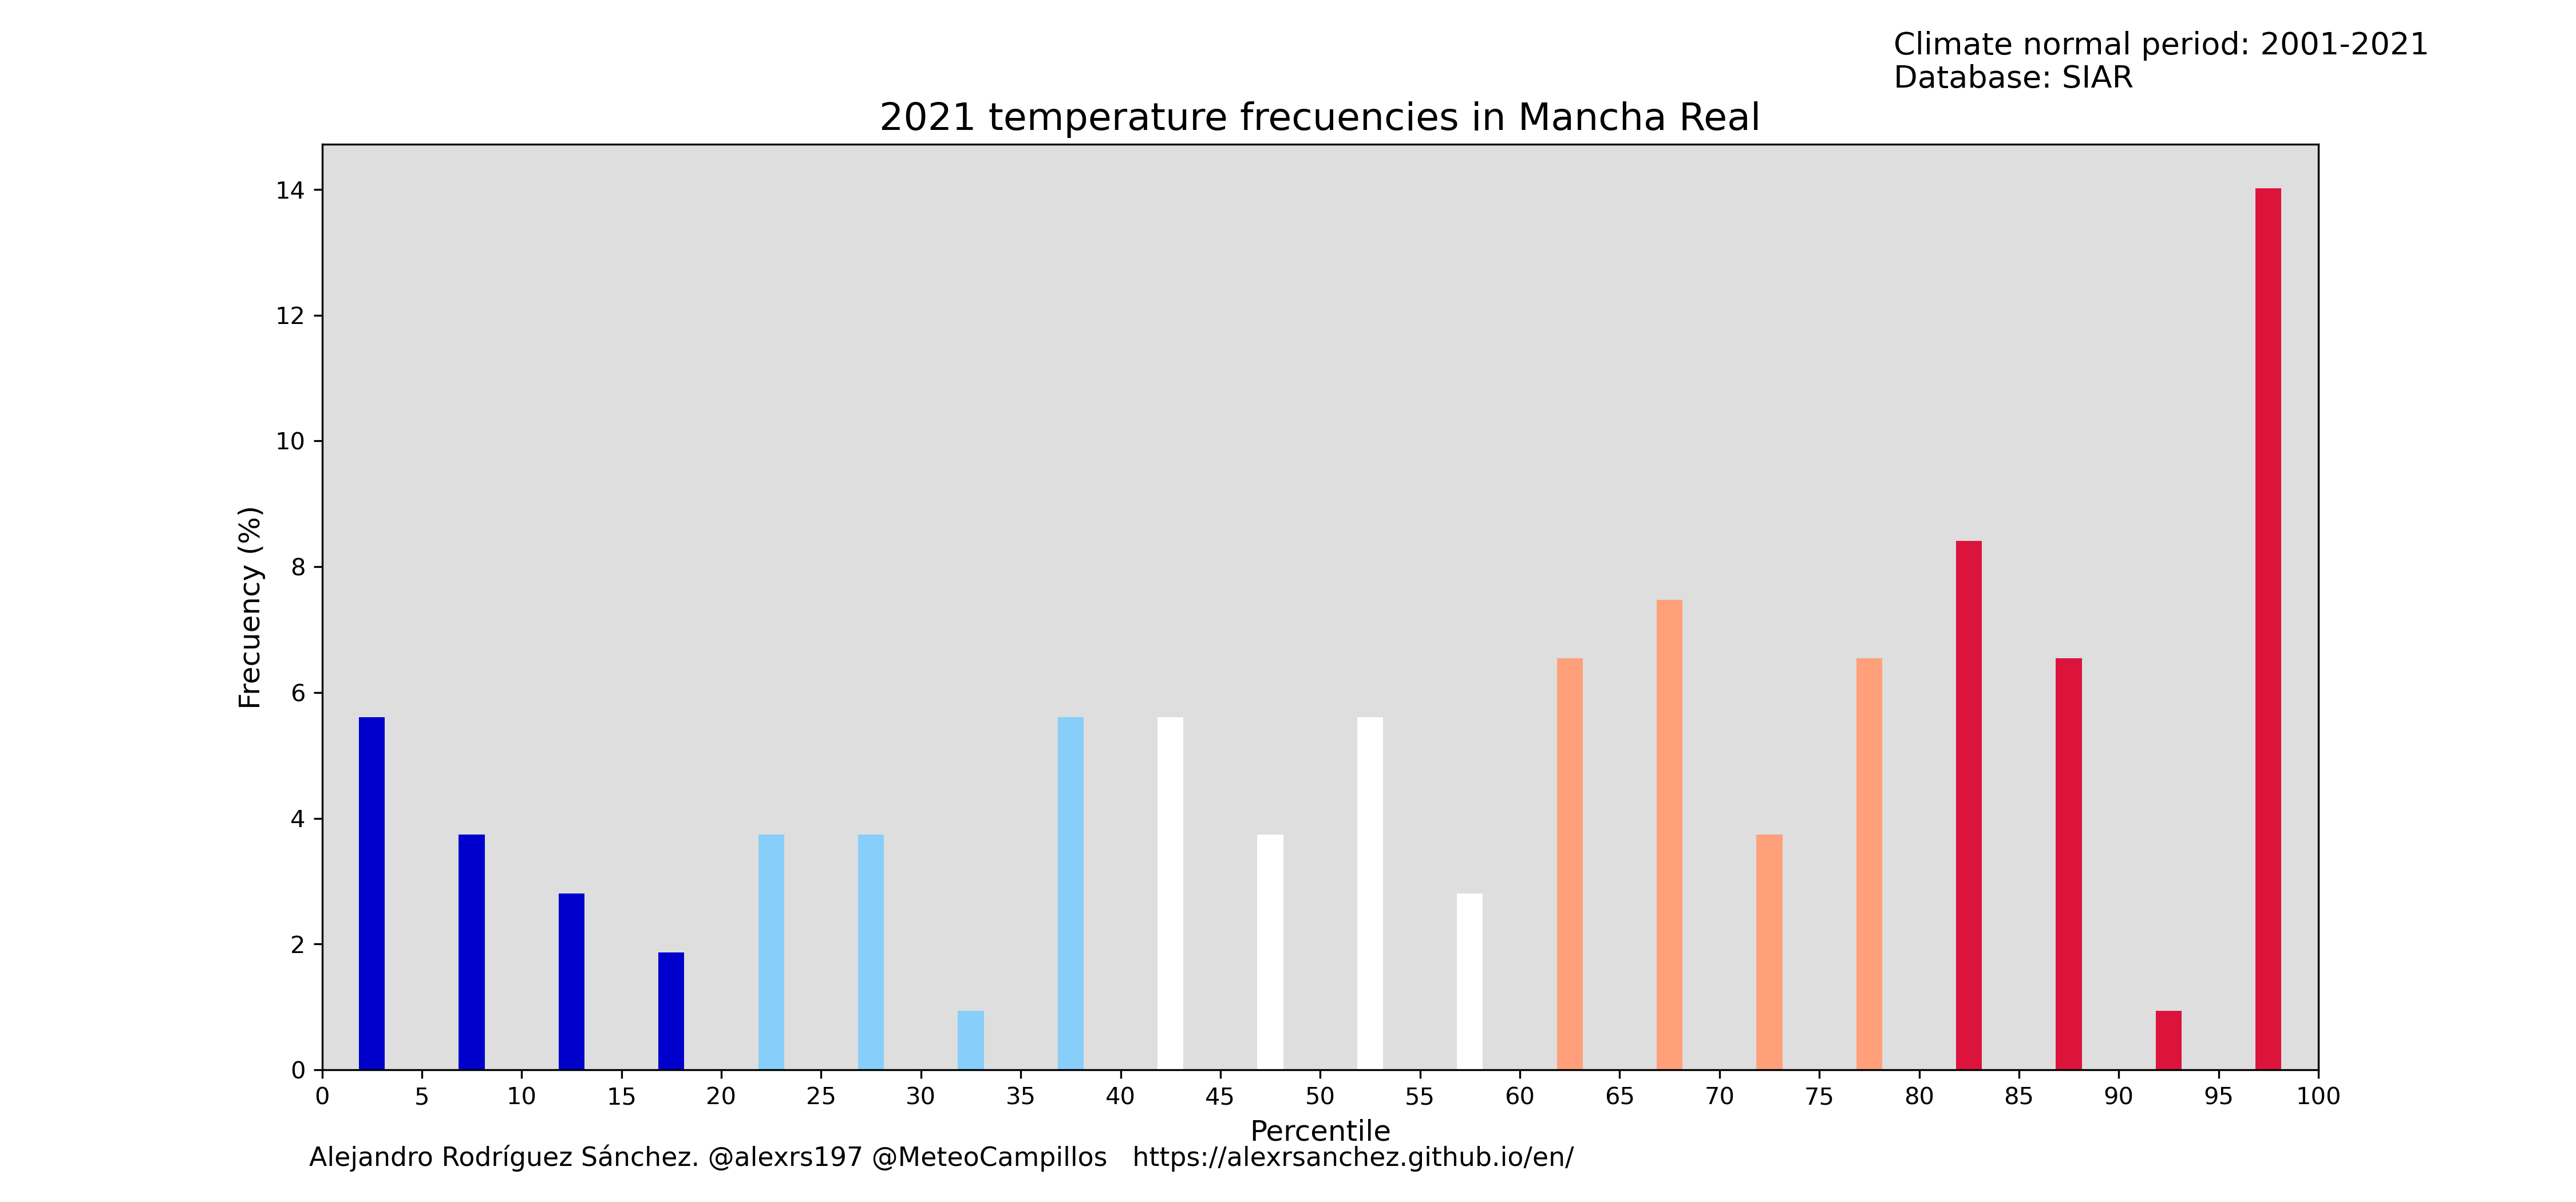 Climate normal period: 2001-2021
Database: SIAR
2021 temperature frecuencies in Mancha Real
14
12
10
8
6
4
2
0
Frecuency (%)
0 5 10 15 20 25 30 35 40 45 50 55 60 65 70 75 80 85 90 95 100
Percentile
Alejandro Rodríguez Sánchez. @alexrs197 @MeteoCampillos https://alexrsanchez.github.io/en/